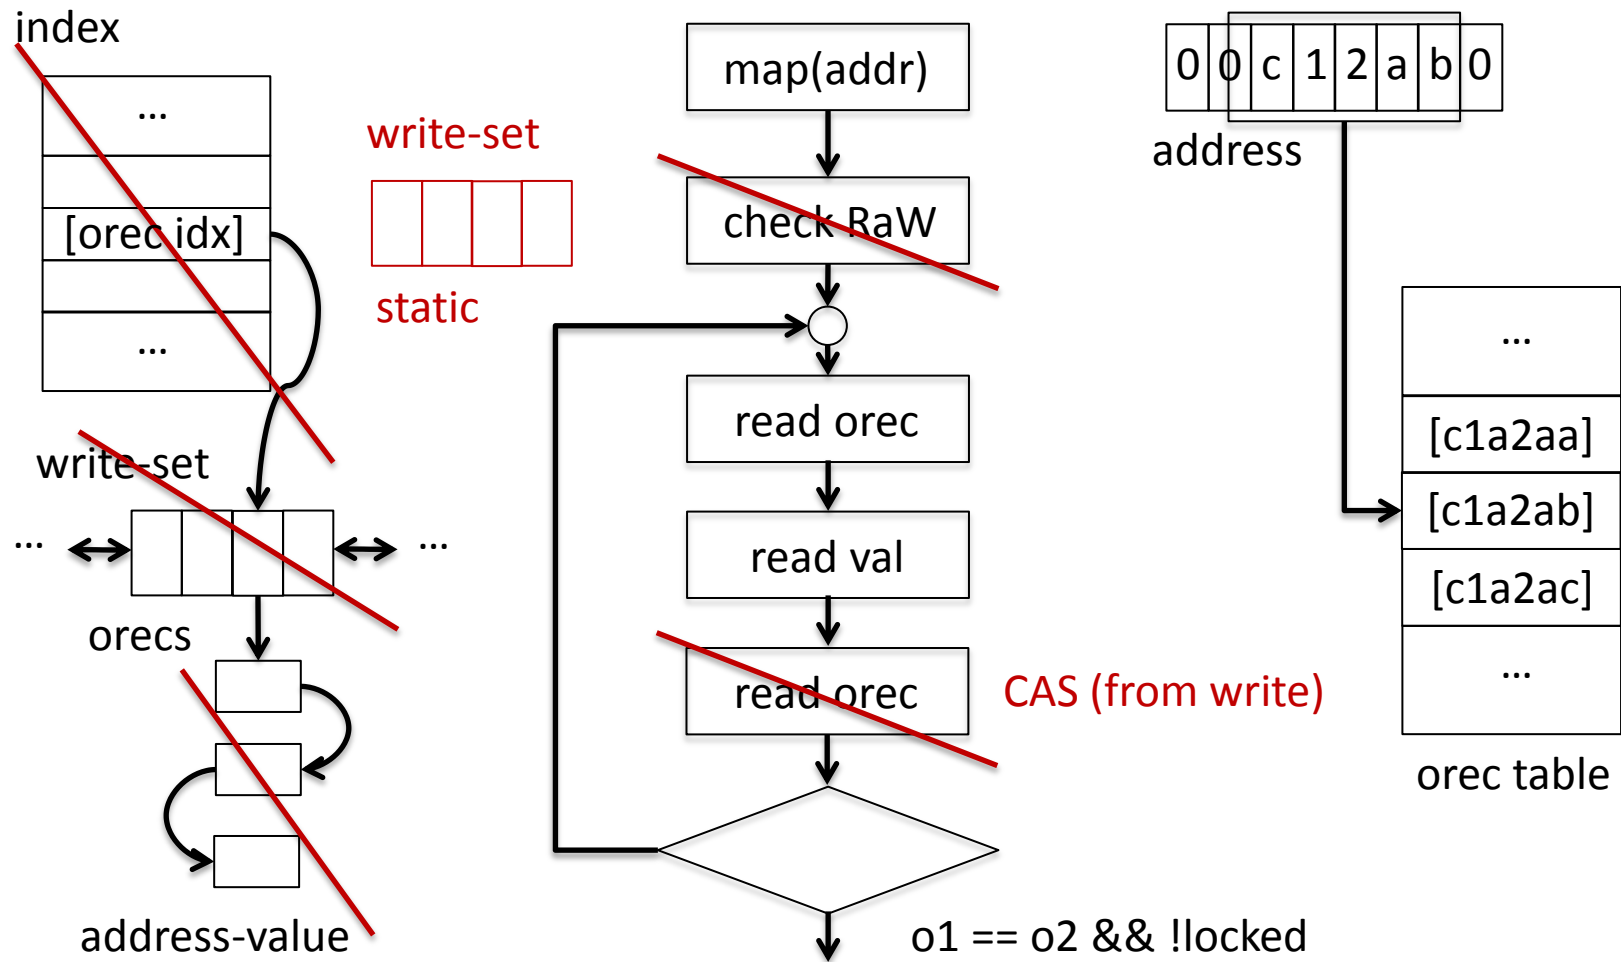 index
...
[orec idx]
...
write-set
static
write-set
...
...
orecs
address-value
map(addr)
check RaW
read orec
read val
read orec
CAS (from write)
o1 == o2 && !locked
0 0 c 1 2 a b 0
address
...
[c1a2aa]
[c1a2ab]
[c1a2ac]
...
orec table